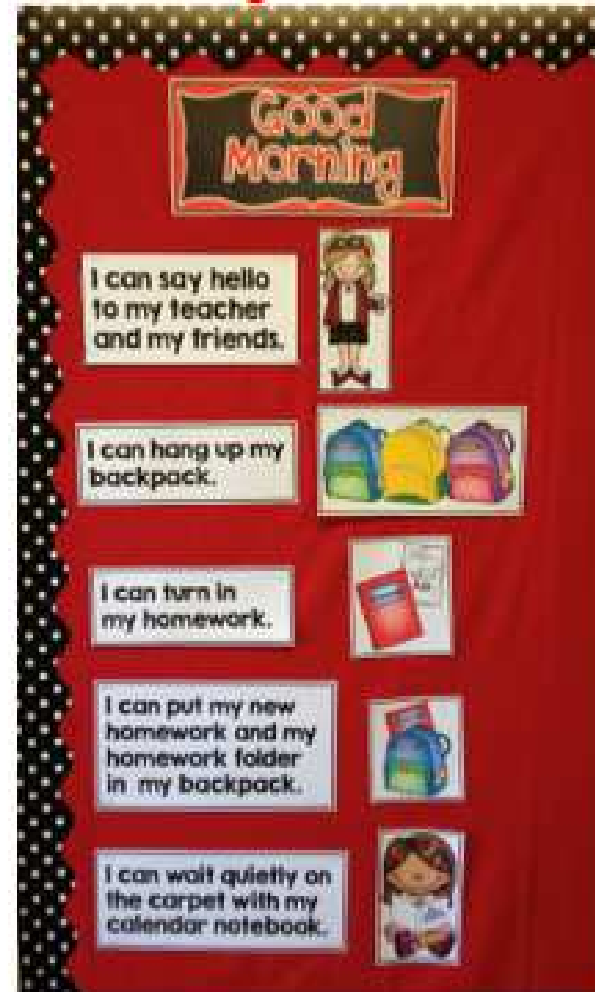 Good
Morning
I can say hello
to my teacher
and my friends.
I can hang up my
backpack.
I can turn in
my homework.
I can put my new
homework and my
homework folder
in my backpack.
I can wait quietly on
the carpet with my
calendar notebook.